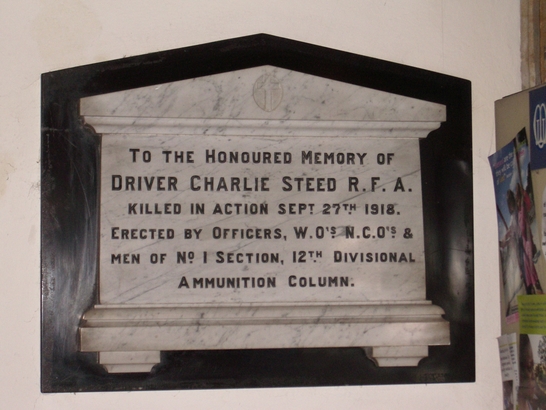 TO THE HONOURED MEMORY OF
DRIVER CHARLIE STEED R.F.A.
KILLED IN ACTION SEPT 27TH 1918.
ERECTED BY OFFICERS, W.O'S N.C.O'S &
MEN OF NO 1 SECTION, 12TH DIVISIONAL
AMMUNITION COLUMN.